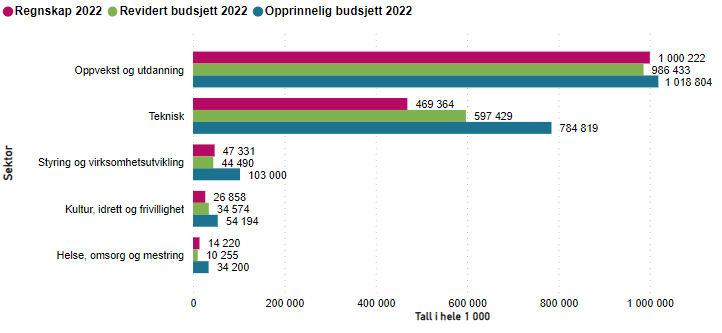 Regnskap 2022 Revidert budsjett 2022 Opprinnelig budsjett 2022
Sektor
Oppvekst og utdanning
1 000 222
986 433
1 018 804
Teknisk
469 364
597 429
784 819
Styring og virksomhetsutvikling
47 331
44 490
103 000
Kultur, idrett og frivillighet
26 858
34 574
54 194
Helse, omsorg og mestring
14 220
10 255
34 200
0 200 000 400 000 600 000 800 000 1 000 000
Tall i hele 1 000